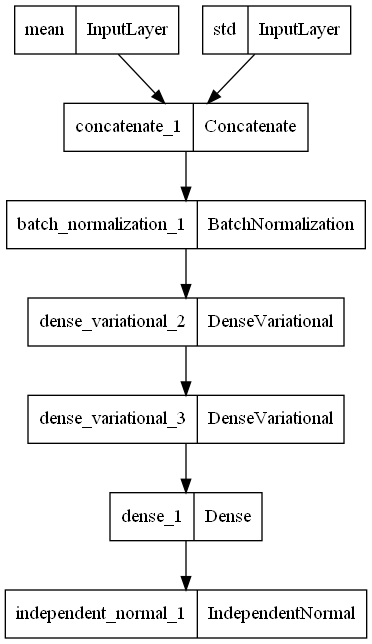 mean InputLayer std InputLayer
concatenate_1 Concatenate
batch_normalization_1 BatchNormalization
dense_variational_2 DenseVariational
dense_variational_3 DenseVariational
dense_1 Dense
independent_normal_1 IndependentNormal